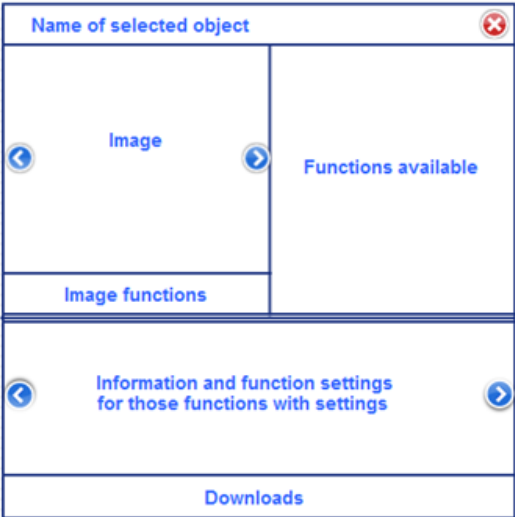 Name of selected object
Image
Functions available
Image functions
Information and function settings
for those functions with settings
Downloads